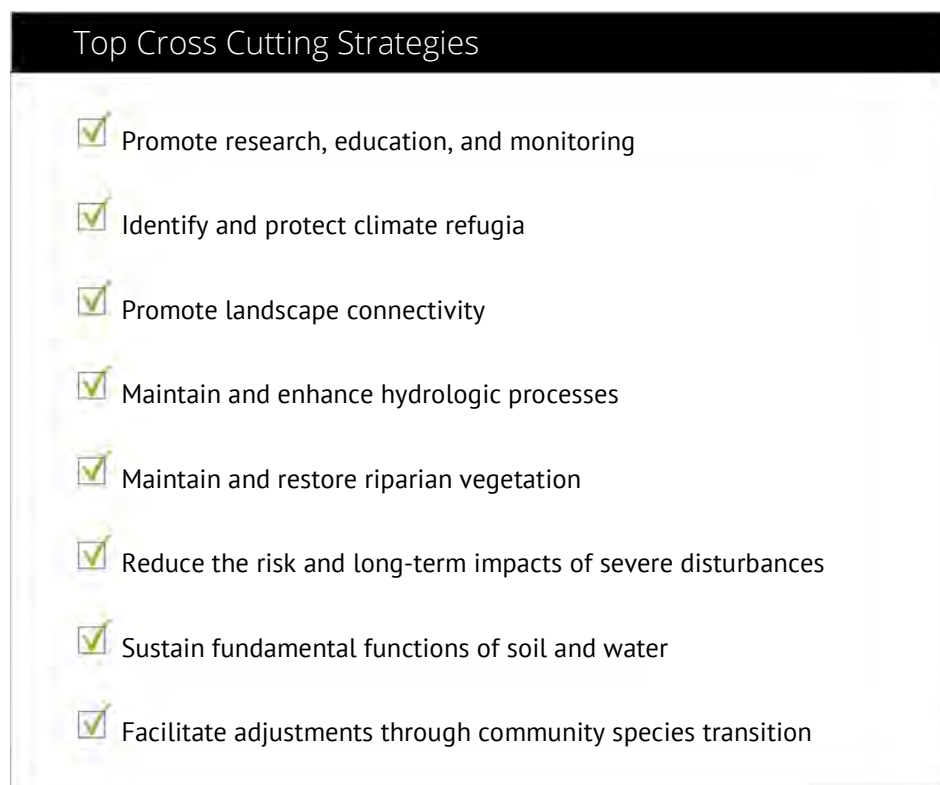 Top Cross Cutting Strategies
Promote research, education, and monitoring
Identify and protect climate refugia
Promote landscape connectivity
Maintain and enhance hydrologic processes
Maintain and restore riparian vegetation
Reduce the risk and long-term impacts of severe disturbances
Sustain fundamental functions of soil and water
Facilitate adjustments through community species transition